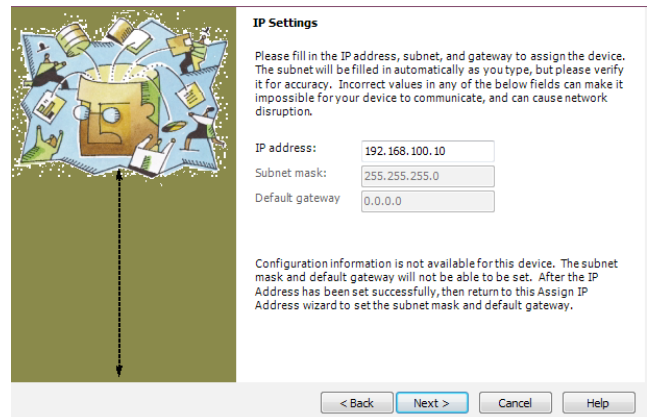 IP Settings
Please fill in the IP address, subnet, and gateway to assign the device.
The subnet will be filled in automatically as you type, but please verify
it for accuracy. Incorrect values in any of the below fields can make it
impossible for your device to communicate, and can cause network
disruption.
IP address: 192.168.100.10
Subnet mask: 255.255.255.0
Default gateway 0.0.0.0
Configuration information is not available for this device. The subnet
mask and default gateway will not be able to be set. After the IP
Address has been set successfully, then return to this Assign IP
Address wizard to set the subnet mask and default gateway.
< Back Next > Cancel Help